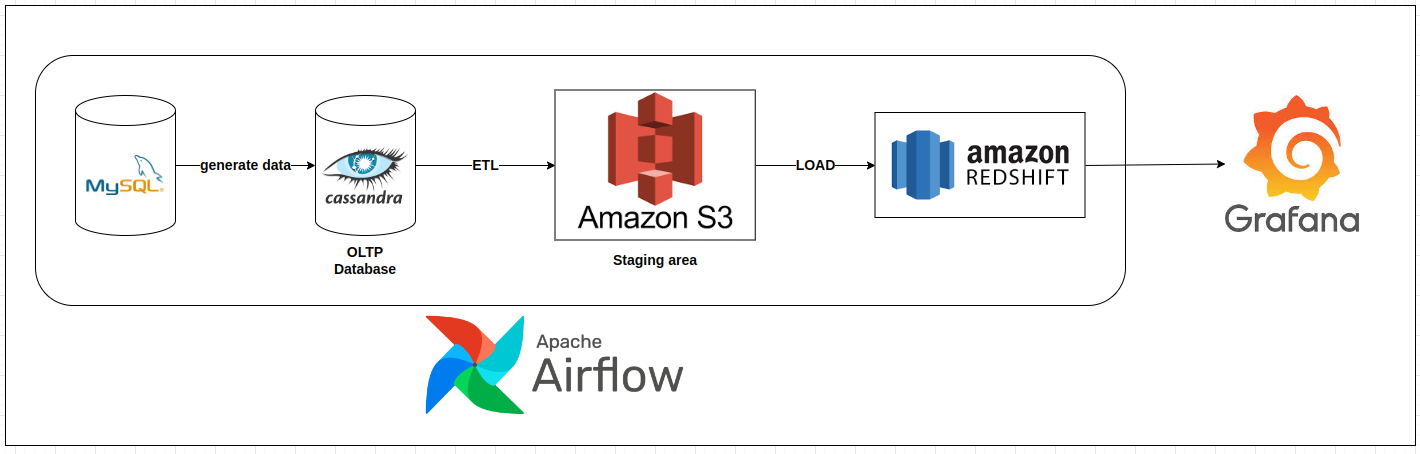 MySQL®
generate data
cassandra
OLTP
Database
ETL
Amazon S3
Staging area
LOAD
amazon
REDSHIFT
Grafana
Apache
Airflow